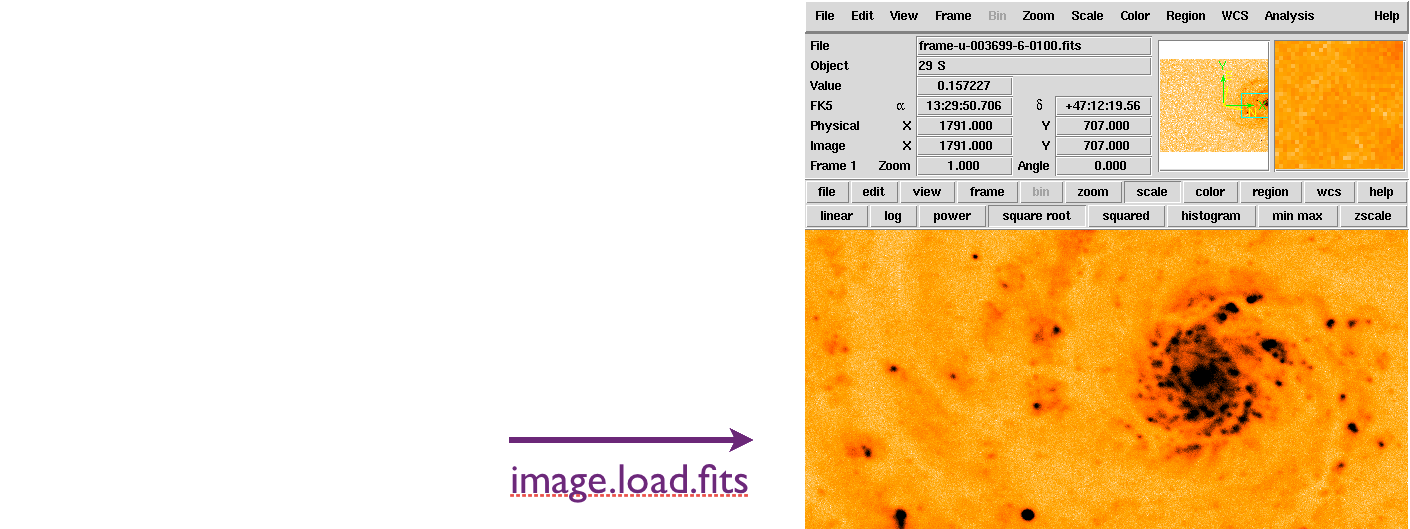 File Edit View Frame Bin Zoom Scale Color Region WCS Analysis Help
File frame-u-003699-6-0100.fits
Object 29 S
Value 0.157227
FK5 α 13:29:50.706 δ +47:12:19.56
Physical X 1791.000 Y 707.000
Image X 1791.000 Y 707.000
Frame 1 Zoom 1.000 Angle 0.000
file edit view frame bin zoom scale color region wcs help
linear log power square root squared histogram min max zscale
image.load.fits